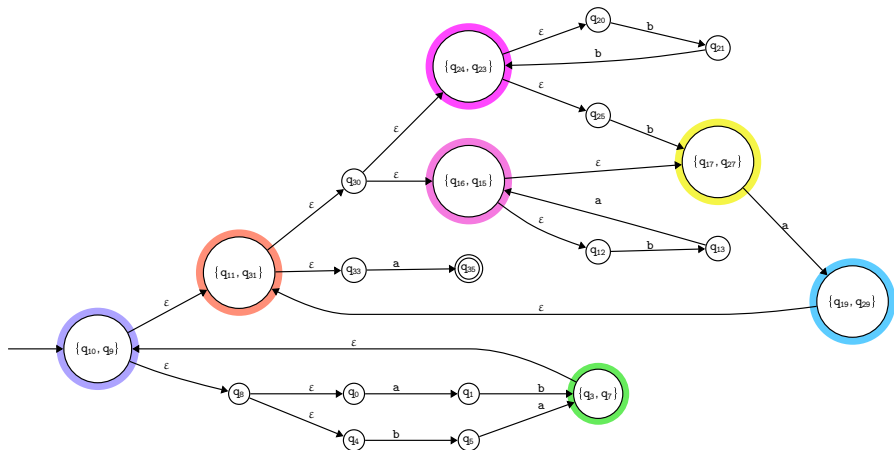 q20
ε
b
q21
b
{q24, q23}
ε
q25
b
ε
{q17, q27}
ε
q30
ε
{q16, q15}
a
ε
q12
b
q13
a
ε
{q11, q31}
ε
q33
a
q35
{q19, q29}
ε
ε
{q10, q9}
ε
ε
q8
ε
q0
a
q1
b
{q3, q7}
ε
a
q4
b
q5